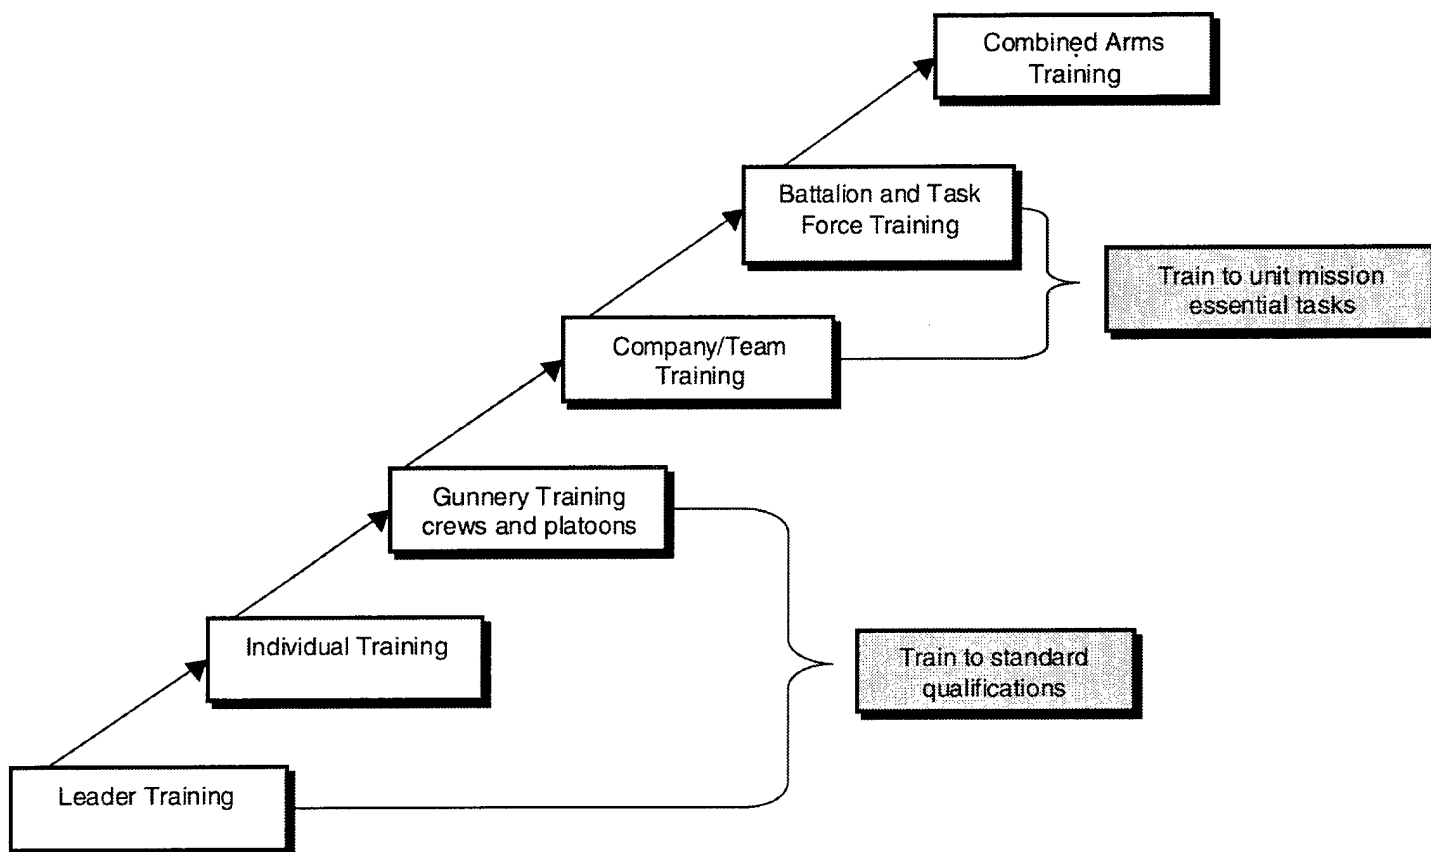 Combined Arms
Training
Battalion and Task
Force Training
Train to unit mission
essential tasks
Company/Team
Training
Gunnery Training
crews and platoons
Individual Training
Train to standard
qualifications
Leader Training